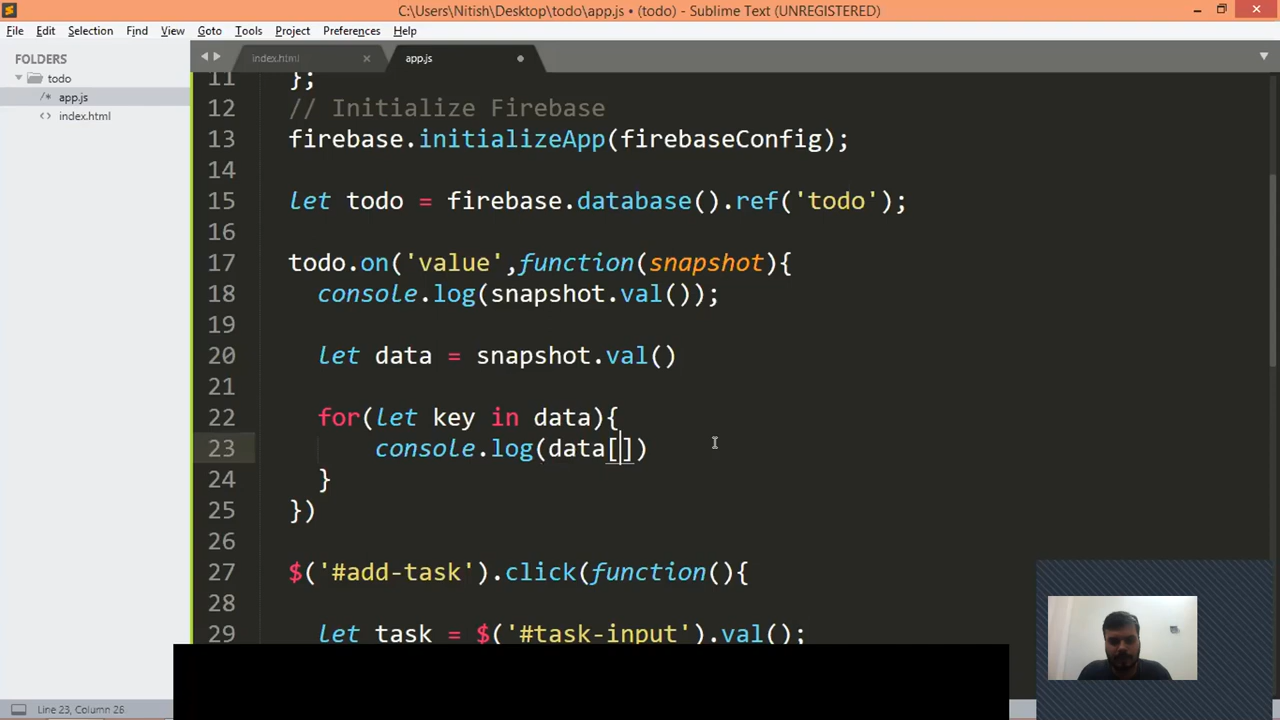 C:\Users\Nitish\Desktop\todo\app.js • (todo) - Sublime Text (UNREGISTERED)
File Edit Selection Find View Goto Tools Project Preferences Help
FOLDERS
todo
/* app.js
<> index.html
index.html × app.js
11 };
12 // Initialize Firebase
13 firebase.initializeApp(firebaseConfig);
14
15 let todo = firebase.database().ref('todo');
16
17 todo.on('value',function(snapshot){
18 console.log(snapshot.val());
19
20 let data = snapshot.val()
21
22 for(let key in data){
23 console.log(data[])
24 }
25 })
26
27 $('#add-task').click(function(){
28
29 let task = $('#task-input').val();
Line 23, Column 26